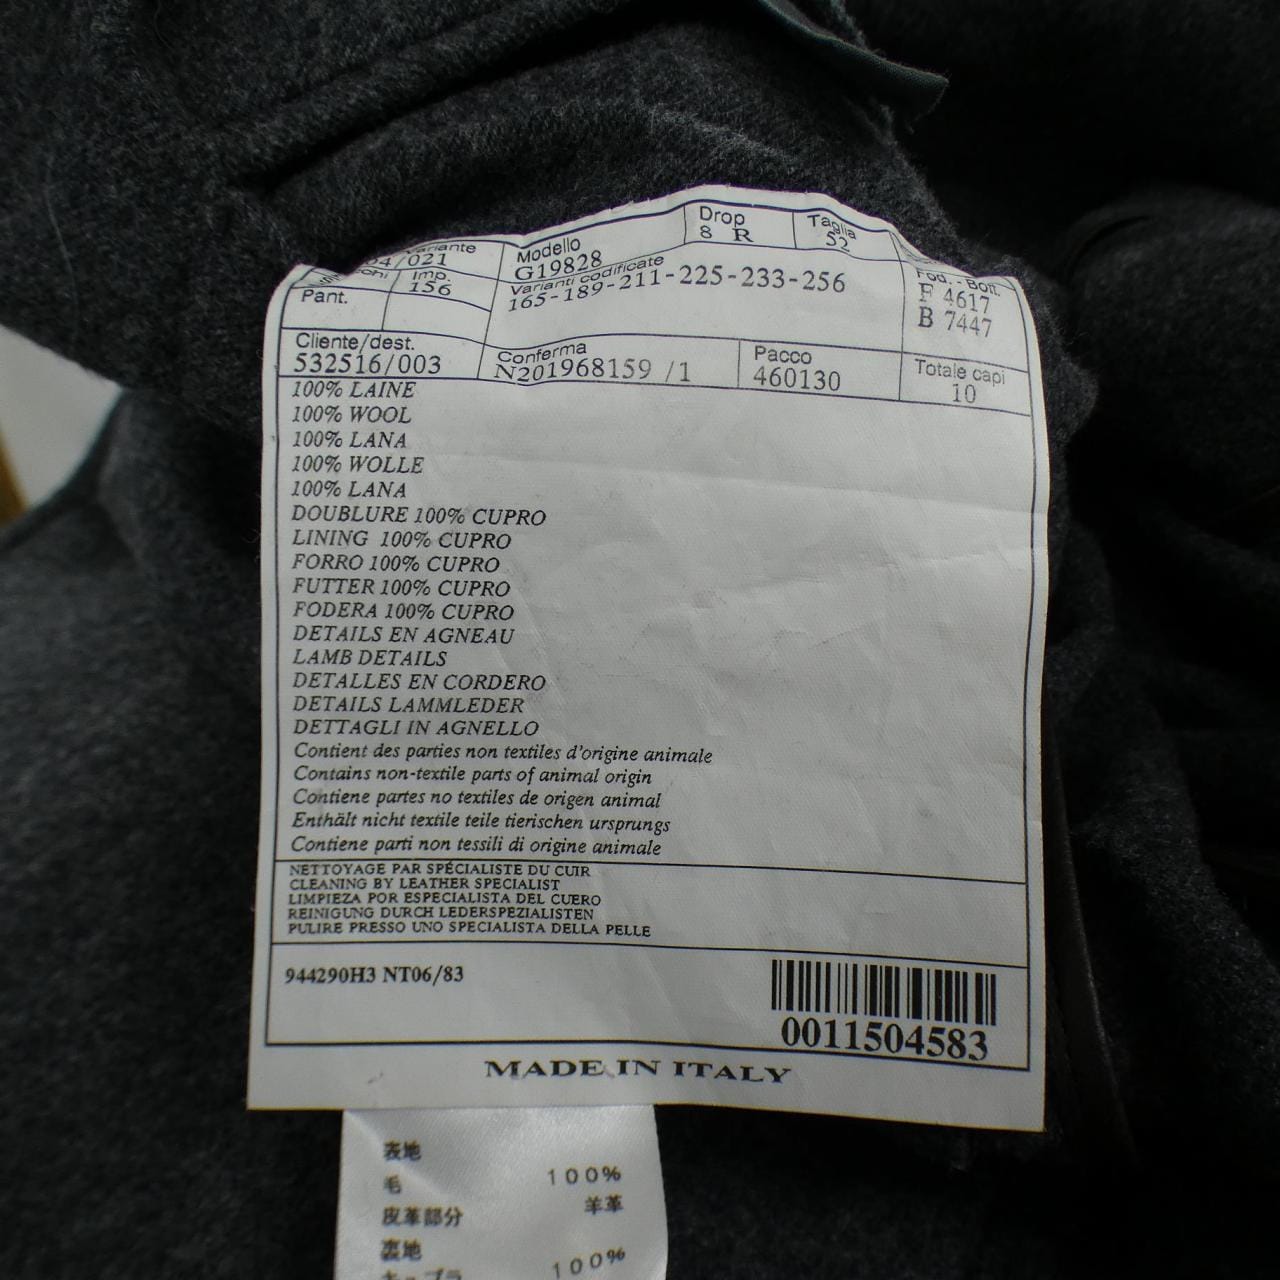 Variante
4/021
Modello
G19828
Drop
8 R
Taglia
52
Pant.
Imp.
156
Varianti codificate
165-189-211-225-233-256
Fod.-Bott.
F 4617
B 7447
Cliente/dest.
532516/003
Conferma
N201968159 /1
Pacco
460130
Totale capi
10
100% LAINE
100% WOOL
100% LANA
100% WOLLE
100% LANA
DOUBLURE 100% CUPRO
LINING 100% CUPRO
FORRO 100% CUPRO
FUTTER 100% CUPRO
FODERA 100% CUPRO
DETAILS EN AGNEAU
LAMB DETAILS
DETALLES EN CORDERO
DETAILS LAMMLEDER
DETTAGLI IN AGNELLO
Contient des parties non textiles d'origine animale
Contains non-textile parts of animal origin
Contiene partes no textiles de origen animal
Enthält nicht textile teile tierischen ursprungs
Contiene parti non tessili di origine animale
NETTOYAGE PAR SPÉCIALISTE DU CUIR
CLEANING BY LEATHER SPECIALIST
LIMPIEZA POR ESPECIALISTA DEL CUERO
REINIGUNG DURCH LEDERSPEZIALISTEN
PULIRE PRESSO UNO SPECIALISTA DELLA PELLE
944290H3 NT06/83
0011504583
MADE IN ITALY
表地
毛 100%
皮革部分 羊革
裏地
キュプラ 100%